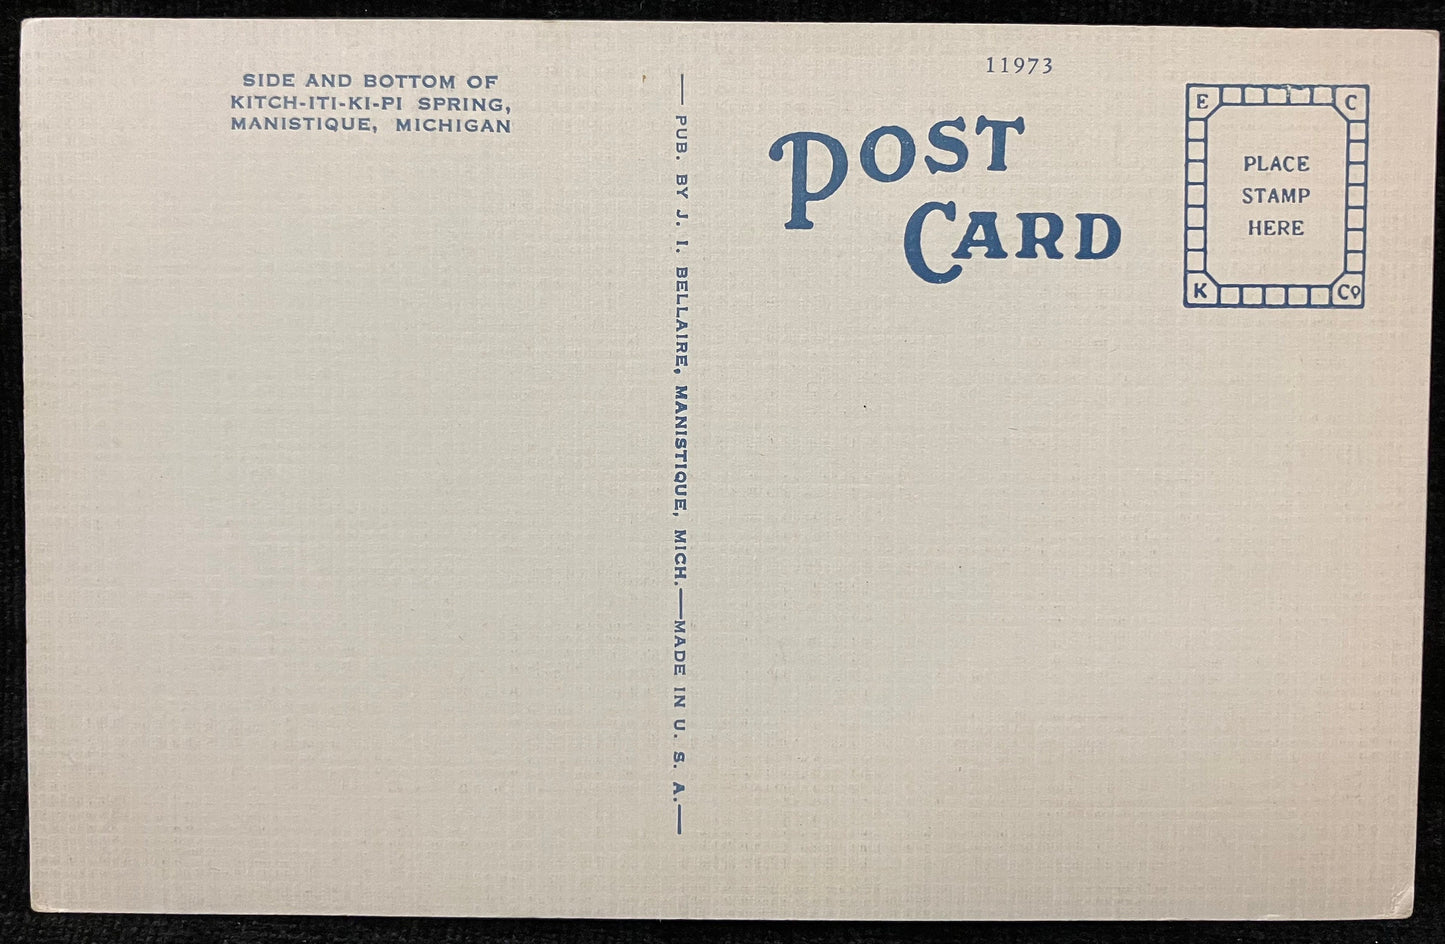 SIDE AND BOTTOM OF
KITCH-ITI-KI-PI SPRING,
MANISTIQUE, MICHIGAN
PUB. BY J. I. BELLAIRE, MANISTIQUE, MICH.—MADE IN U. S. A.—
11973
POST
CARD
E C
PLACE
STAMP
HERE
K Co